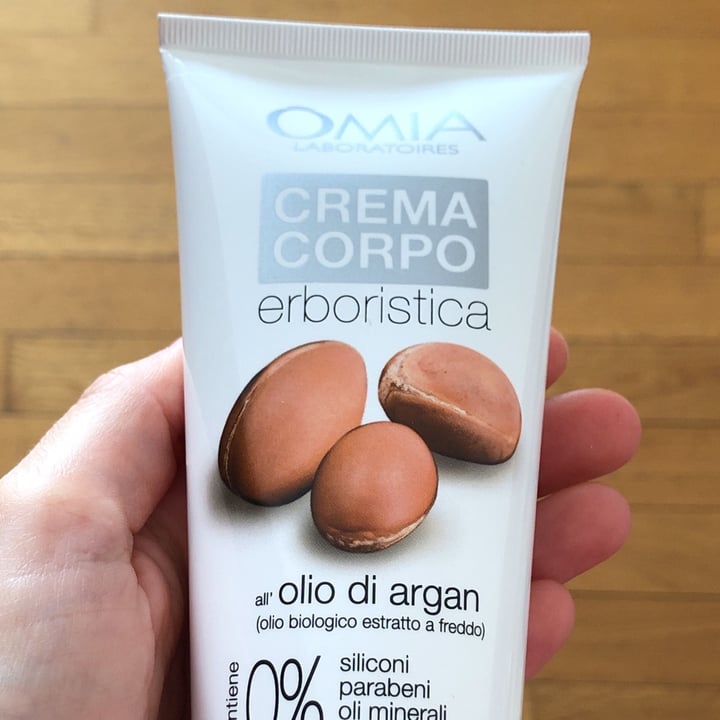 OMIA
LABORATOIRES
CREMA
CORPO
erboristica
all' olio di argan
(olio biologico estratto a freddo)
0%
siliconi
parabeni
oli minerali